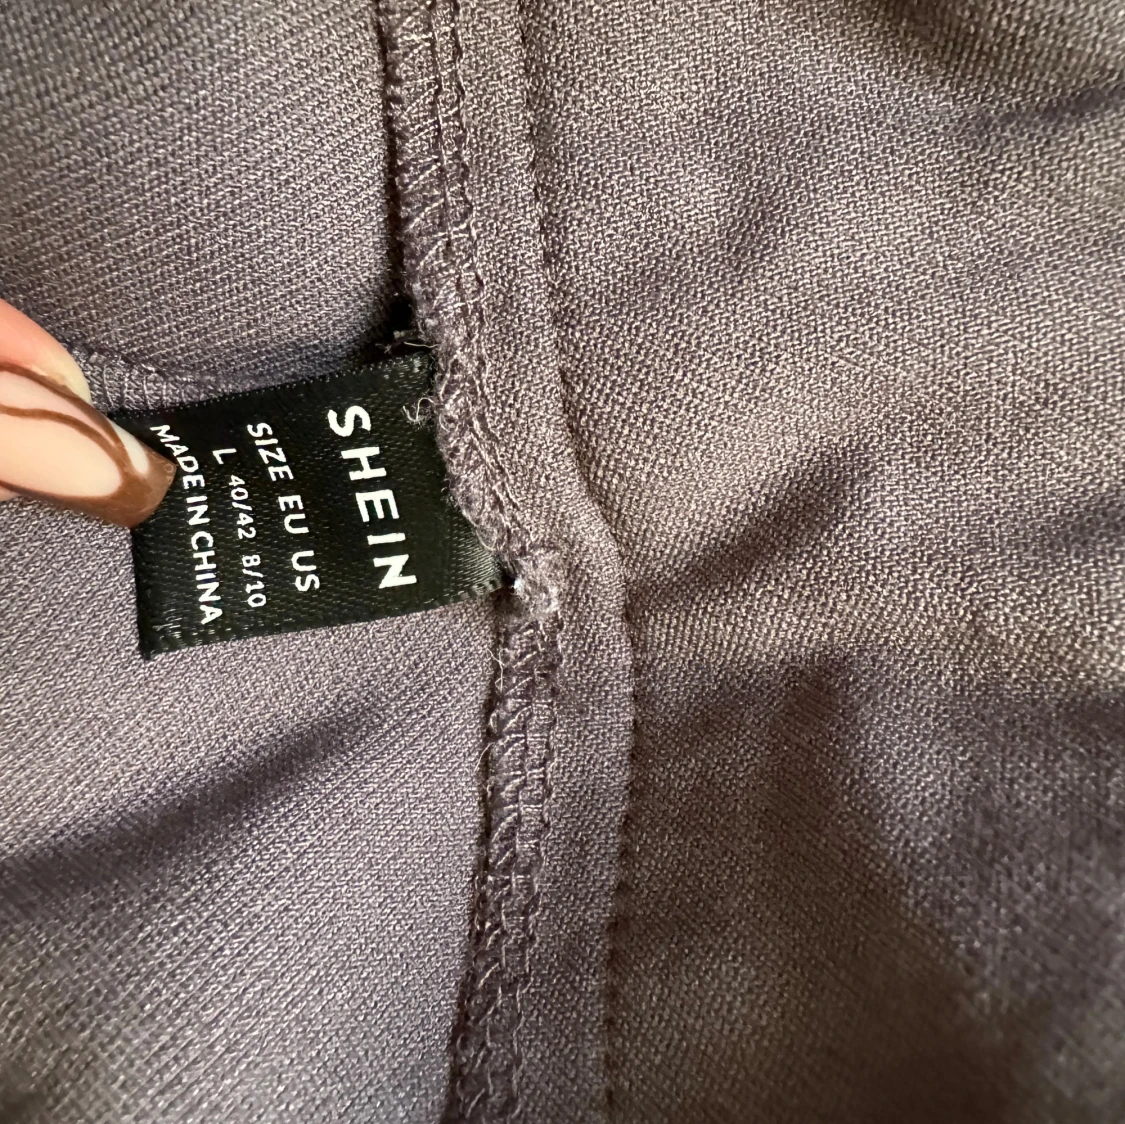 SHEIN
SIZE EU US
L 40/42 8/10
MADE IN CHINA